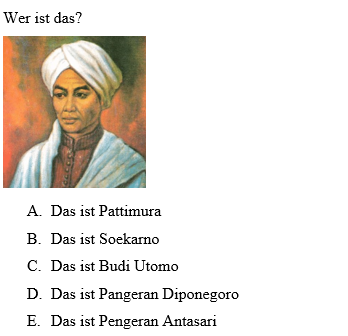 Wer ist das?
A. Das ist Pattimura
B. Das ist Soekarno
C. Das ist Budi Utomo
D. Das ist Pangeran Diponegoro
E. Das ist Pengeran Antasari